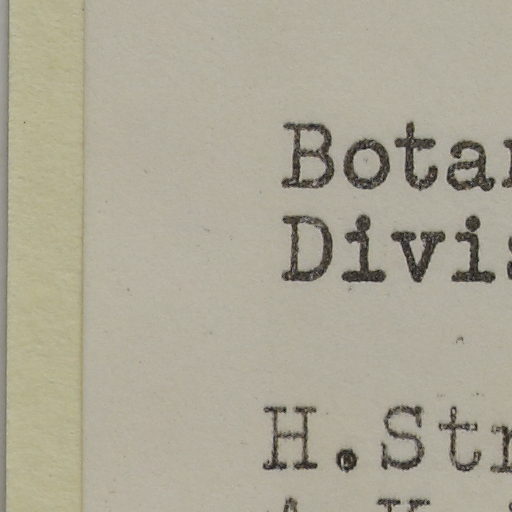 Botan
Divis
H.Str
A.K.